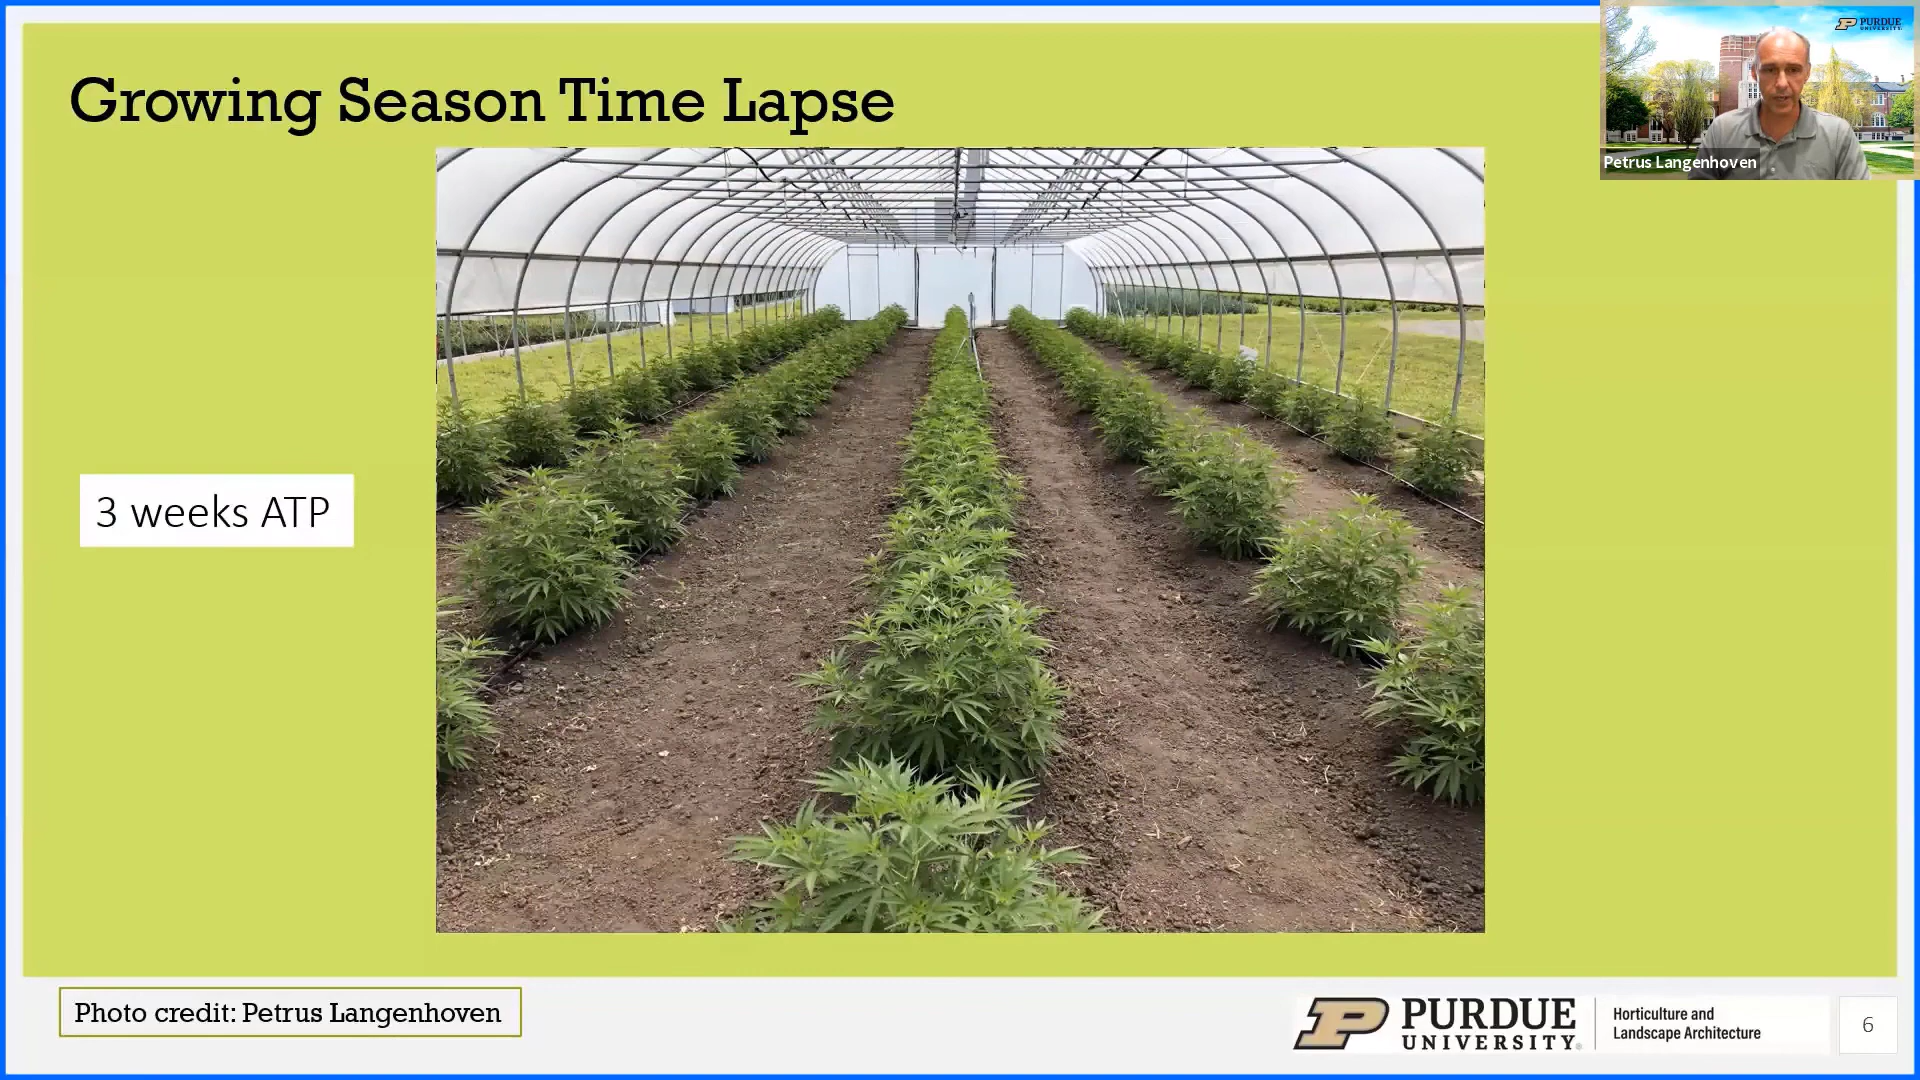 Growing Season Time Lapse
PURDUE
UNIVERSITY
Petrus Langenhoven
3 weeks ATP
Photo credit: Petrus Langenhoven
PURDUE
UNIVERSITY
Horticulture and
Landscape Architecture
6